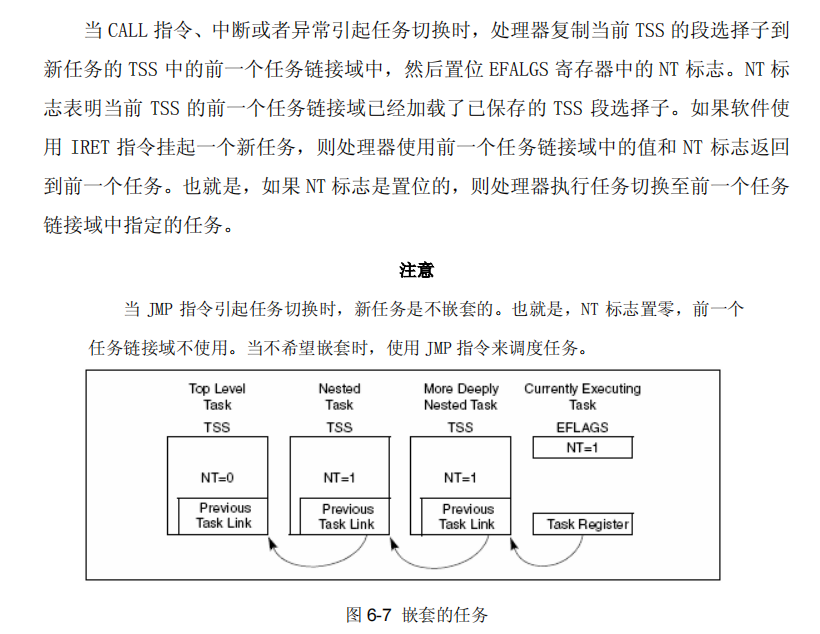 当 CALL 指令、中断或者异常引起任务切换时，处理器复制当前 TSS 的段选择子到
新任务的 TSS 中的前一个任务链接域中，然后置位 EFALGS 寄存器中的 NT 标志。NT 标
志表明当前 TSS 的前一个任务链接域已经加载了已保存的 TSS 段选择子。如果软件使
用 IRET 指令挂起一个新任务，则处理器使用前一个任务链接域中的值和 NT 标志返回
到前一个任务。也就是，如果 NT 标志是置位的，则处理器执行任务切换至前一个任务
链接域中指定的任务。
注意
当 JMP 指令引起任务切换时，新任务是不嵌套的。也就是，NT 标志置零，前一个
任务链接域不使用。当不希望嵌套时，使用 JMP 指令来调度任务。
Top Level
Task
TSS
NT=0
Previous
Task Link
Nested
Task
TSS
NT=1
Previous
Task Link
More Deeply
Nested Task
TSS
NT=1
Previous
Task Link
Currently Executing
Task
EFLAGS
NT=1
Task Register
图 6-7 嵌套的任务